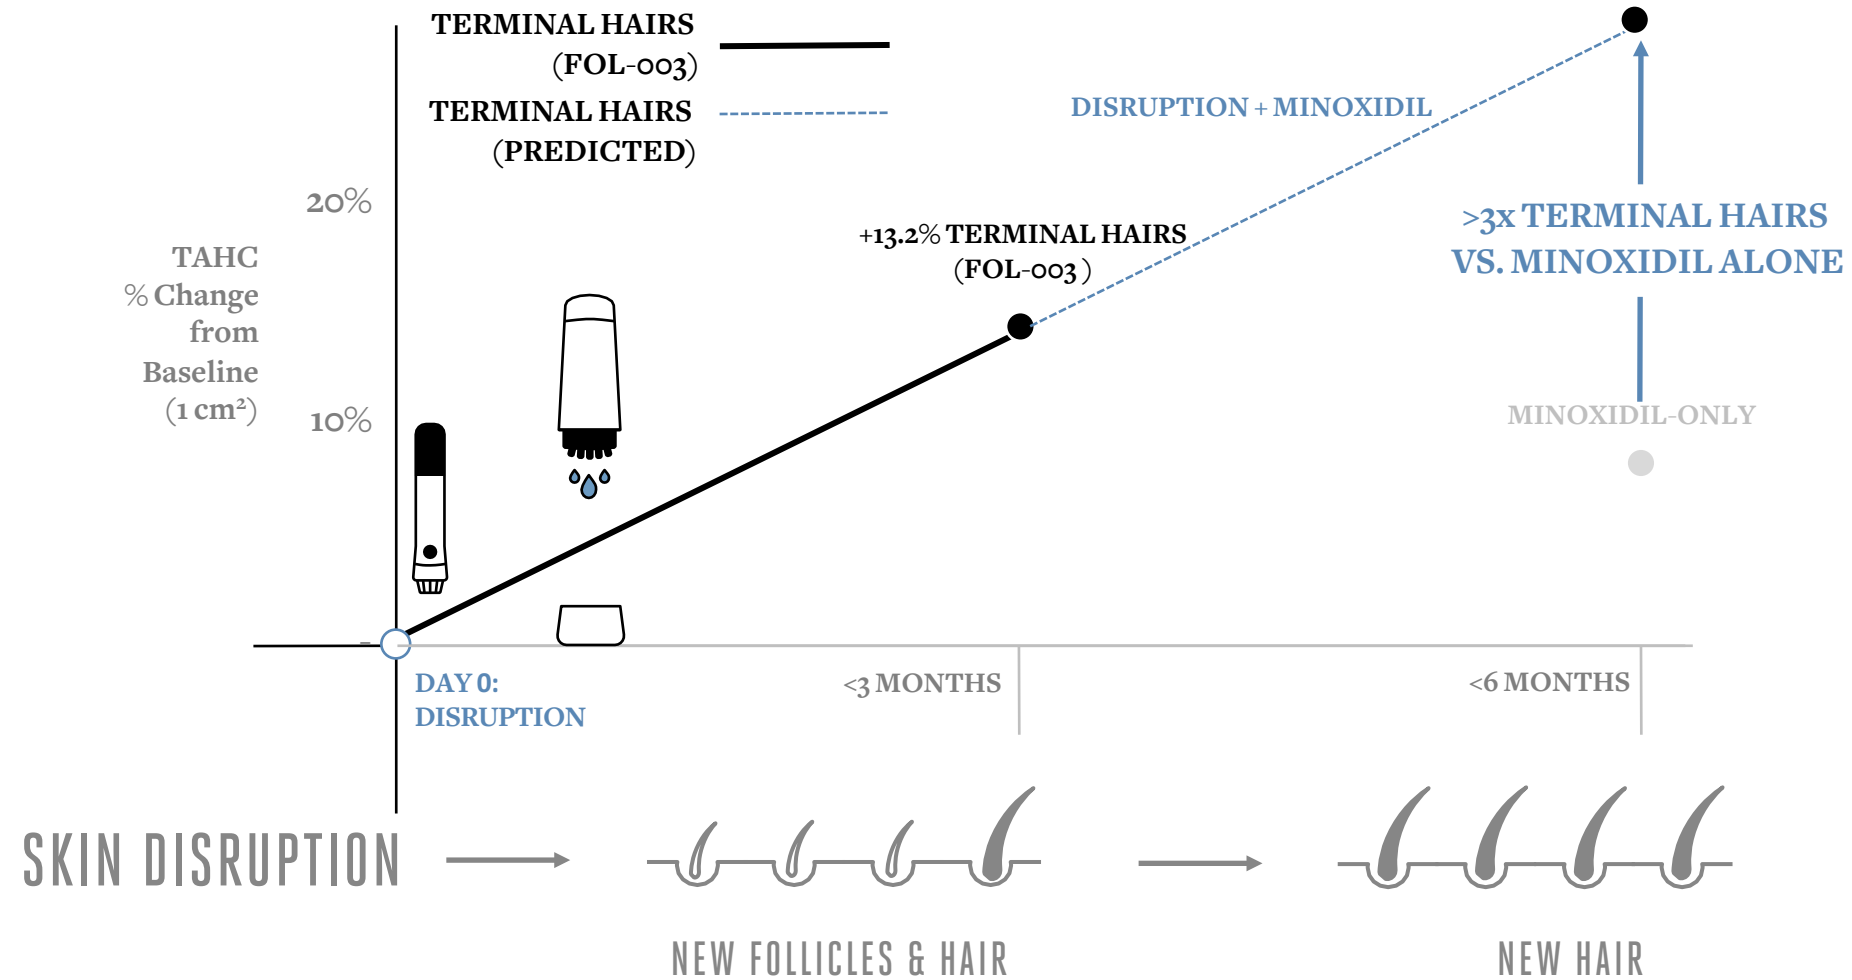 TERMINAL HAIRS
(FOL-003)
TERMINAL HAIRS
(PREDICTED)
DISRUPTION + MINOXIDIL
20%
10%
-
TAHC
% Change
from
Baseline
(1 cm²)
+13.2% TERMINAL HAIRS
(FOL-003 )
>3x TERMINAL HAIRS
VS. MINOXIDIL ALONE
MINOXIDIL-ONLY
DAY 0:
DISRUPTION
<3 MONTHS
<6 MONTHS
SKIN DISRUPTION
NEW FOLLICLES & HAIR
NEW HAIR